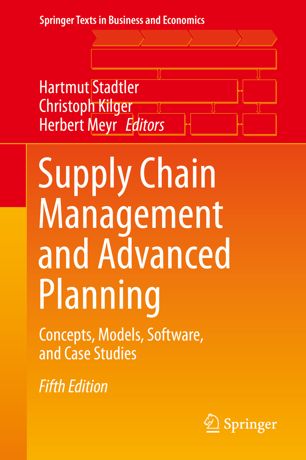 Springer Texts in Business and Economics
Hartmut Stadtler
Christoph Kilger
Herbert Meyr Editors
Supply Chain
Management
and Advanced
Planning
Concepts, Models, Software,
and Case Studies
Fifth Edition
Springer